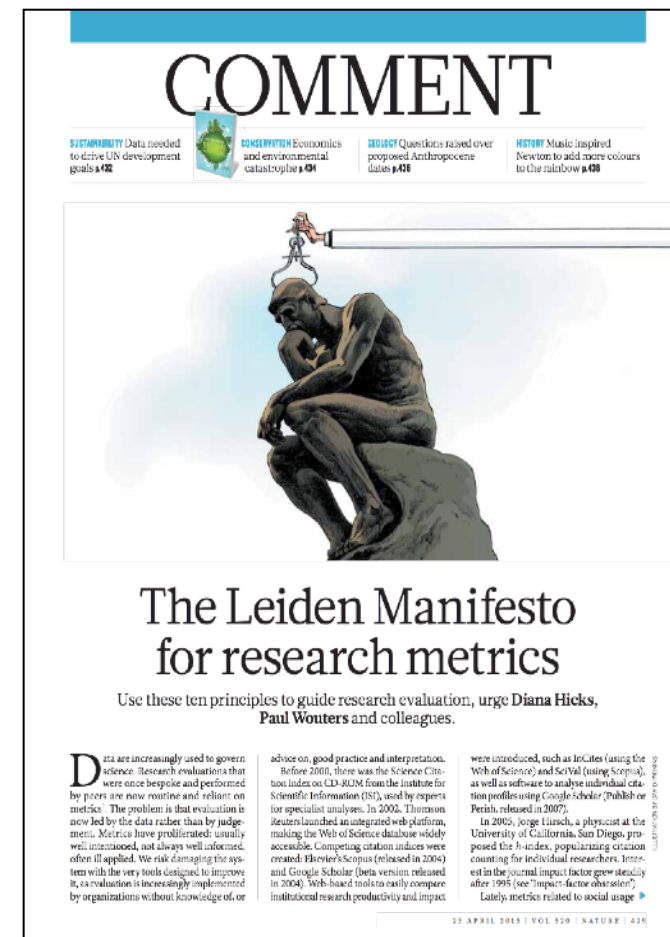 COMMENT
SUSTAINABILITY Data needed
to drive UN development
goals p.432
CONSERVATION Economics
and environmental
catastrophe p.434
GEOLOGY Questions raised over
proposed Anthropocene
dates p.436
HISTORY Music inspired
Newton to add more colours
to the rainbow p.438
The Leiden Manifesto
for research metrics
Use these ten principles to guide research evaluation, urge Diana Hicks,
Paul Wouters and colleagues.
Data are increasingly used to govern
science. Research evaluations that
were once bespoke and performed
by peers are now routine and reliant on
metrics¹. The problem is that evaluation is
now led by the data rather than by judge-
ment. Metrics have proliferated: usually
well intentioned, not always well informed,
often ill applied. We risk damaging the sys-
tem with the very tools designed to improve
it, as evaluation is increasingly implemented
by organizations without knowledge of, or
advice on, good practice and interpretation.
Before 2000, there was the Science Cita-
tion Index on CD-ROM from the Institute for
Scientific Information (ISI), used by experts
for specialist analyses. In 2002, Thomson
Reuters launched an integrated web platform,
making the Web of Science database widely
accessible. Competing citation indices were
created: Elsevier's Scopus (released in 2004)
and Google Scholar (beta version released
in 2004). Web-based tools to easily compare
institutional research productivity and impact
were introduced, such as InCites (using the
Web of Science) and SciVal (using Scopus),
as well as software to analyse individual cita-
tion profiles using Google Scholar (Publish or
Perish, released in 2007).
In 2005, Jorge Hirsch, a physicist at the
University of California, San Diego, pro-
posed the h-index, popularizing citation
counting for individual researchers. Inter-
est in the journal impact factor grew steadily
after 1995 (see 'Impact-factor obsession').
Lately, metrics related to social usage
ILLUSTRATION BY DAVID PARKINS
23 APRIL 2015 | VOL 520 | NATURE | 429